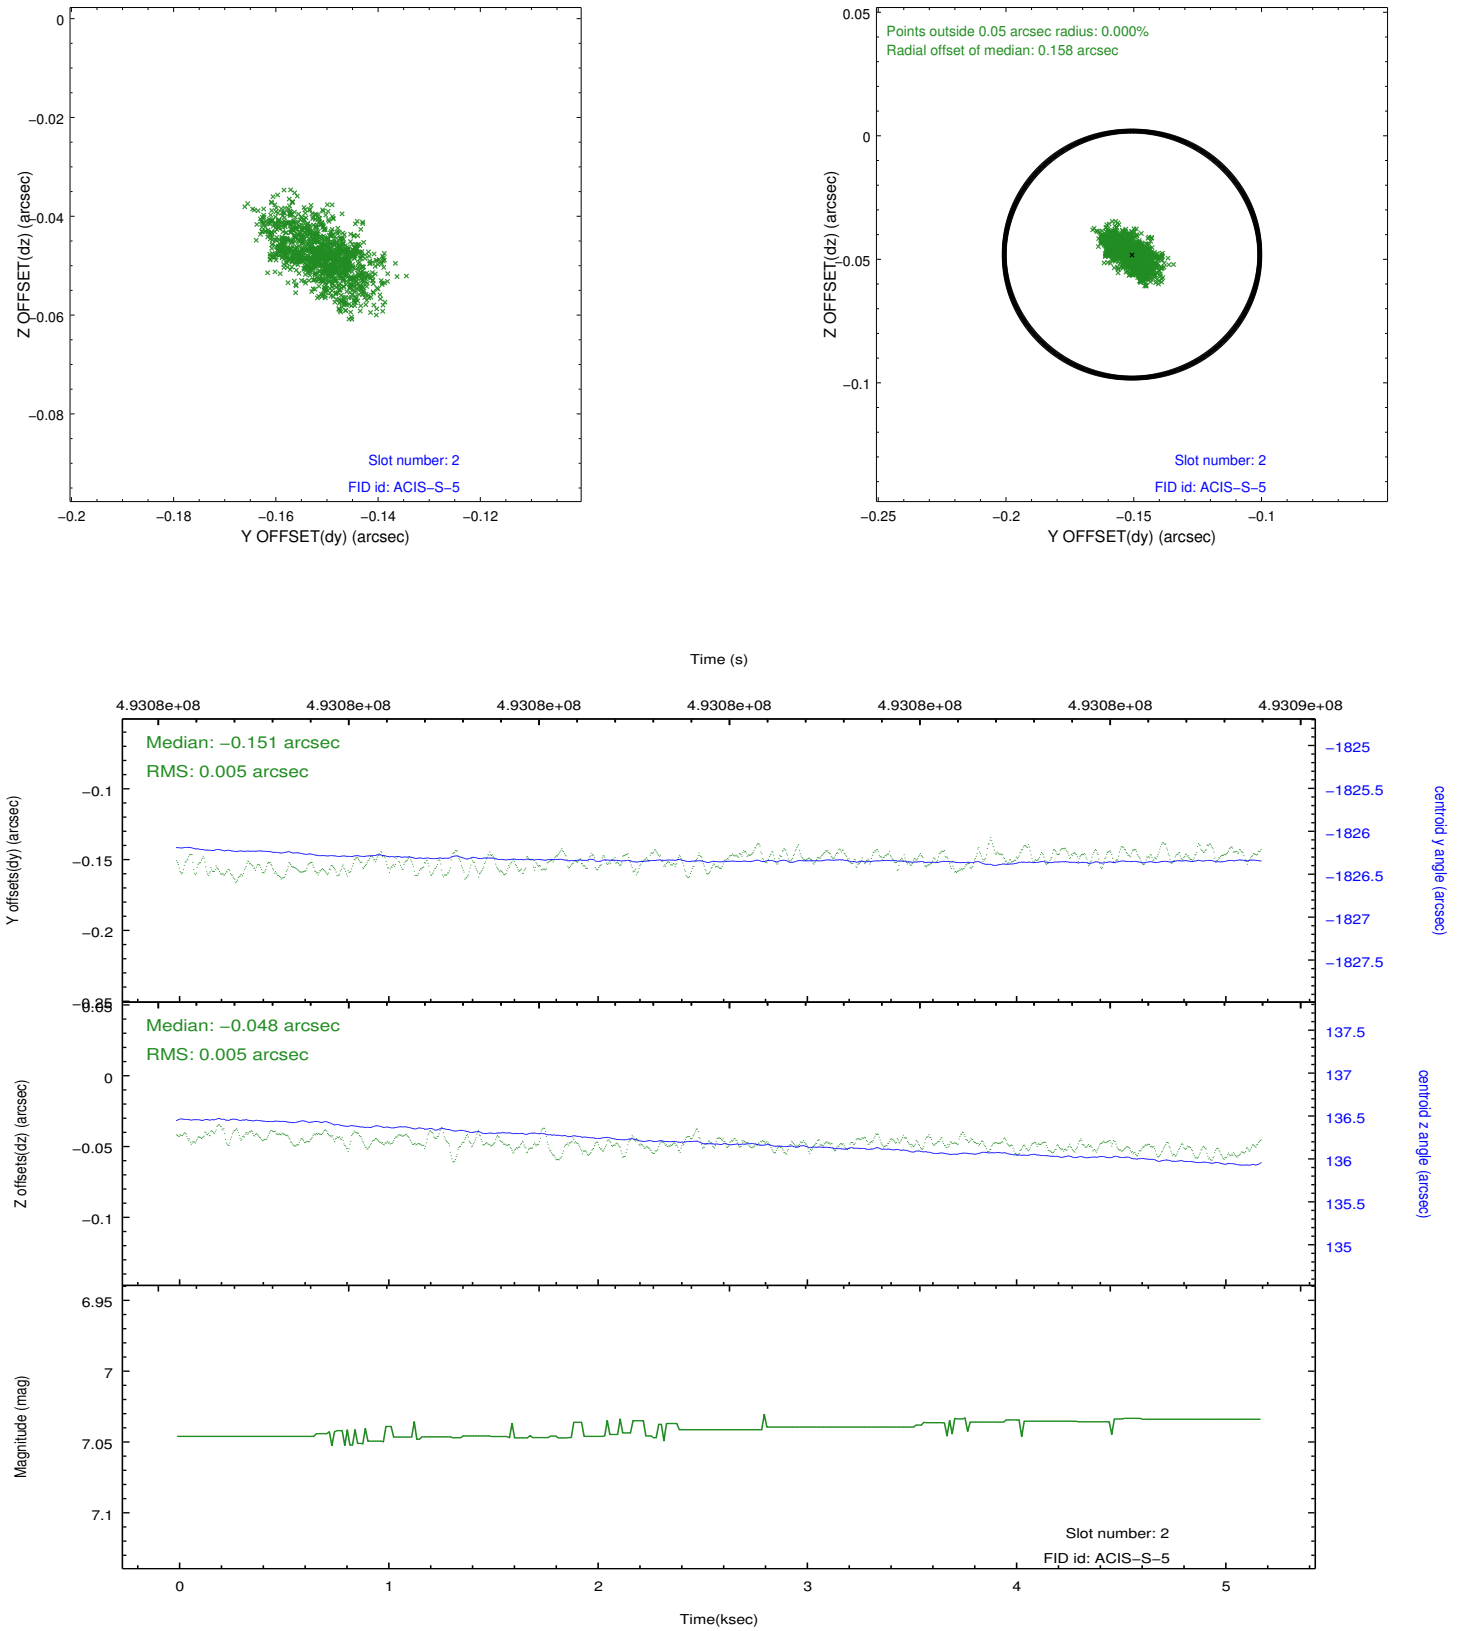 0
−0.02
−0.04
−0.06
−0.08
Z OFFSET(dz) (arcsec)
Slot number: 2
FID id: ACIS−S−5
−0.2
−0.18
−0.16
−0.14
−0.12
Y OFFSET(dy) (arcsec)
0.05
Points outside 0.05 arcsec radius: 0.000%
Radial offset of median: 0.158 arcsec
0
−0.05
−0.1
Z OFFSET(dz) (arcsec)
Slot number: 2
FID id: ACIS−S−5
−0.25
−0.2
−0.15
−0.1
Y OFFSET(dy) (arcsec)
Time (s)
4.9308e+08
4.9308e+08
4.9308e+08
4.9308e+08
4.9308e+08
4.9308e+08
4.9309e+08
Median: −0.151 arcsec
RMS: 0.005 arcsec
−0.1
−0.15
−0.2
−0.25
Y offsets(dy) (arcsec)
−1825
−1825.5
−1826
−1826.5
−1827
−1827.5
centroid y angle (arcsec)
0.05
Median: −0.048 arcsec
RMS: 0.005 arcsec
0
−0.05
−0.1
Z offsets(dz) (arcsec)
137.5
137
136.5
136
135.5
135
centroid z angle (arcsec)
6.95
7
7.05
7.1
Magnitude (mag)
Slot number: 2
FID id: ACIS−S−5
0
1
2
3
4
5
Time(ksec)